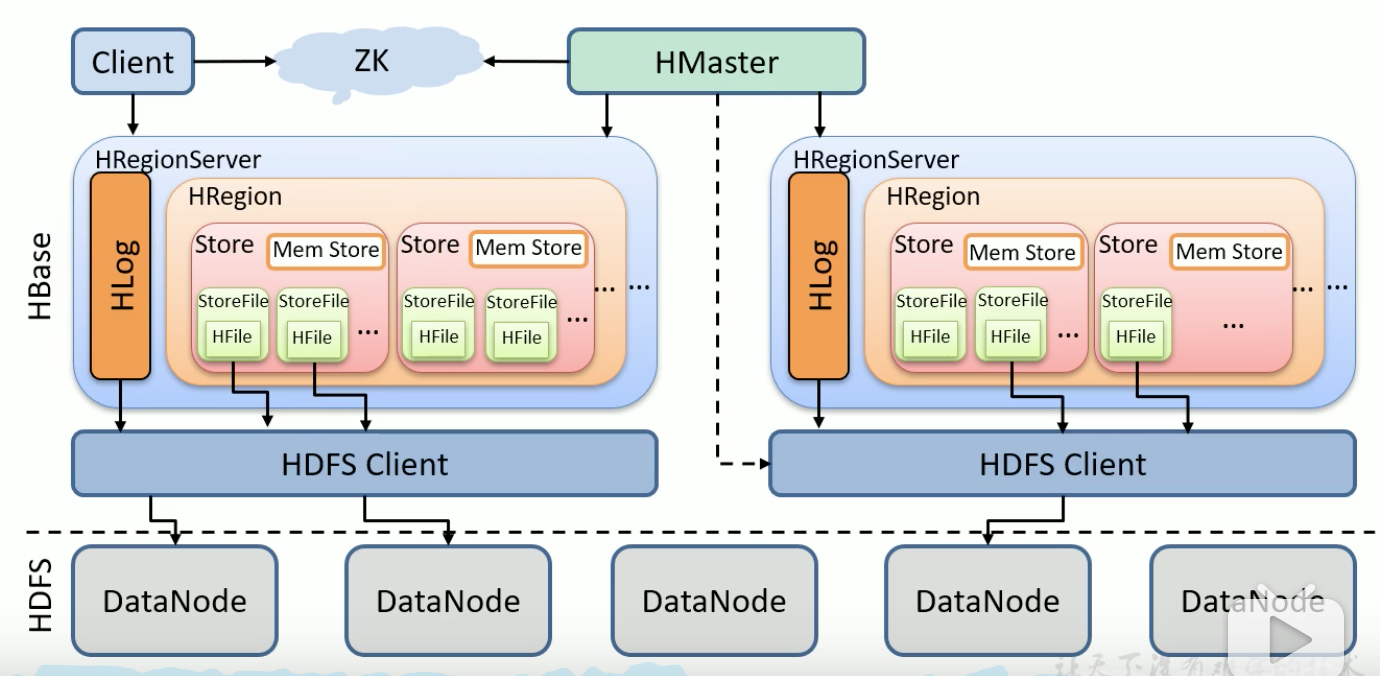 Client
ZK
HMaster
HBase
HRegionServer
HLog
HRegion
Store
Mem Store
StoreFile
HFile
StoreFile
HFile
...
Store
Mem Store
StoreFile
HFile
StoreFile
HFile
...
...
...
HRegionServer
HLog
HRegion
Store
Mem Store
StoreFile
HFile
StoreFile
HFile
...
Store
Mem Store
StoreFile
HFile
...
...
...
HDFS Client
HDFS Client
HDFS
DataNode
DataNode
DataNode
DataNode
DataNode
让天下没有难学的技术